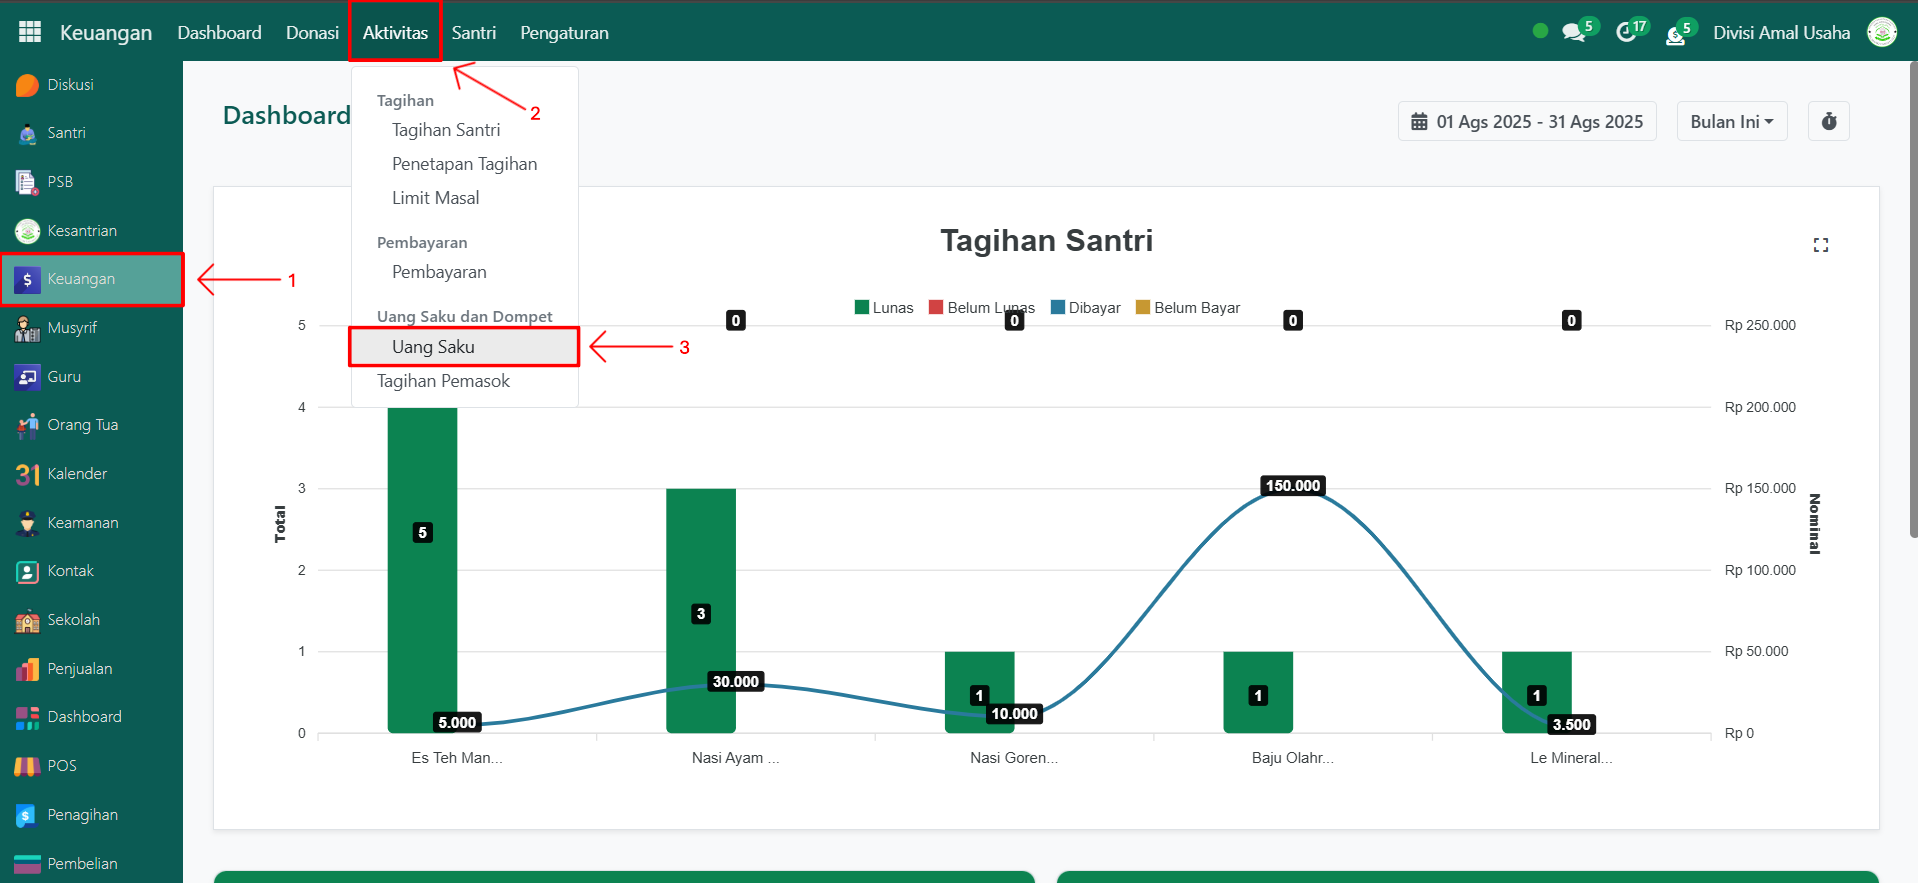 Keuangan Dashboard Donasi Aktivitas Santri Pengaturan 5 17 5 Divisi Amal Usaha
Diskusi
Santri
PSB
Kesantrian
Keuangan
Musyrif
Guru
Orang Tua
31 Kalender
Keamanan
Kontak
Sekolah
Penjualan
Dashboard
POS
Penagihan
Pembelian
1
2
3
Tagihan
Tagihan Santri
Penetapan Tagihan
Limit Masal
Pembayaran
Pembayaran
Uang Saku dan Dompet
Uang Saku
Tagihan Pemasok
Dashboard
01 Ags 2025 - 31 Ags 2025 Bulan Ini
Tagihan Santri
Lunas Belum Lunas Dibayar Belum Bayar
5 0 0 0 0 Rp 250.000
4 Rp 200.000
3 150.000 Rp 150.000
5
Total Nominal
2 Rp 100.000
3
1 Rp 50.000
30.000 1 1 1
5.000 10.000 3.500
0 Rp 0
Es Teh Man... Nasi Ayam ... Nasi Goren... Baju Olahr... Le Mineral...